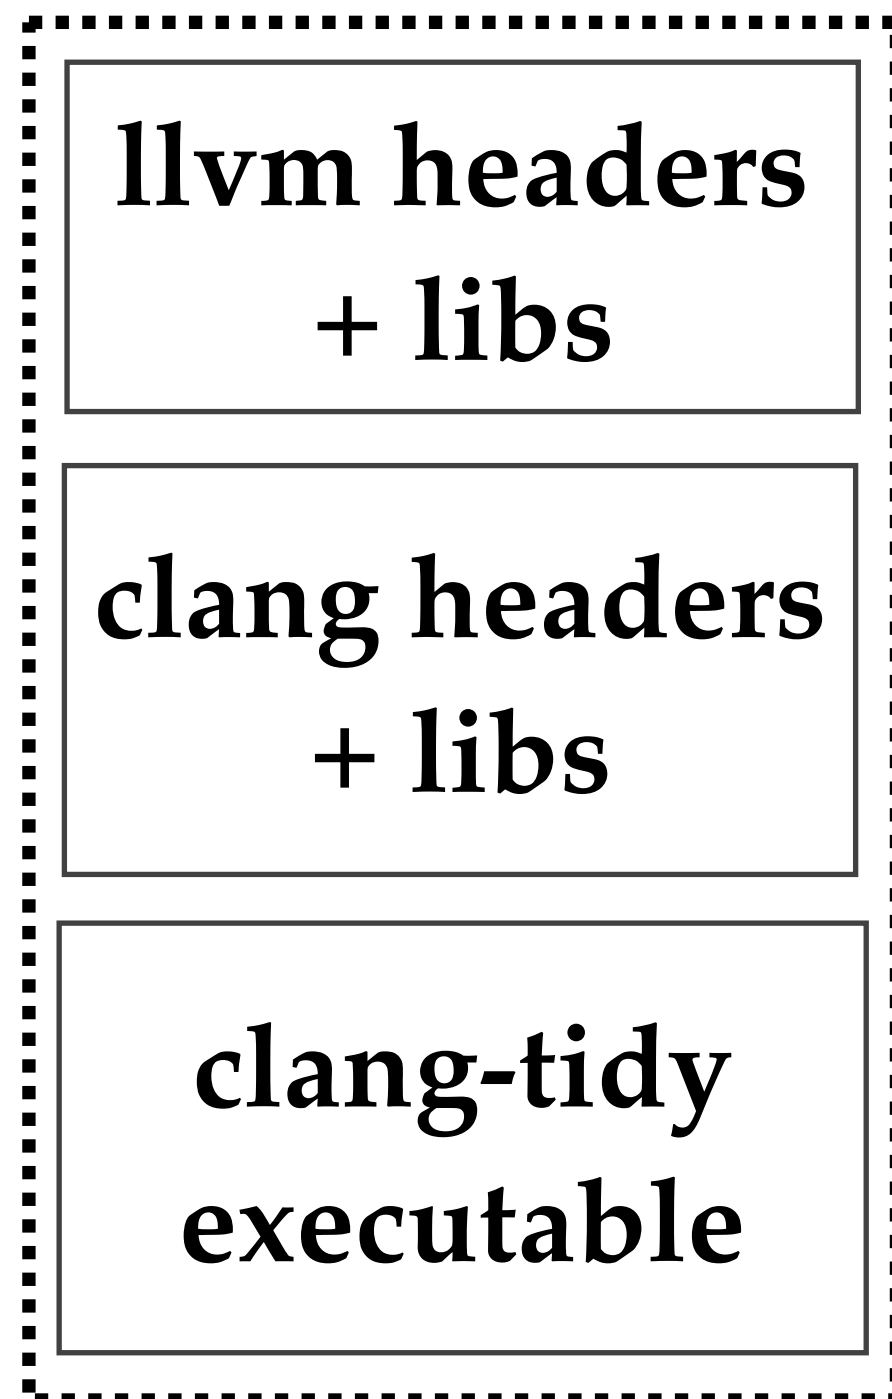 llvm headers
+ libs
clang headers
+ libs
clang-tidy
executable